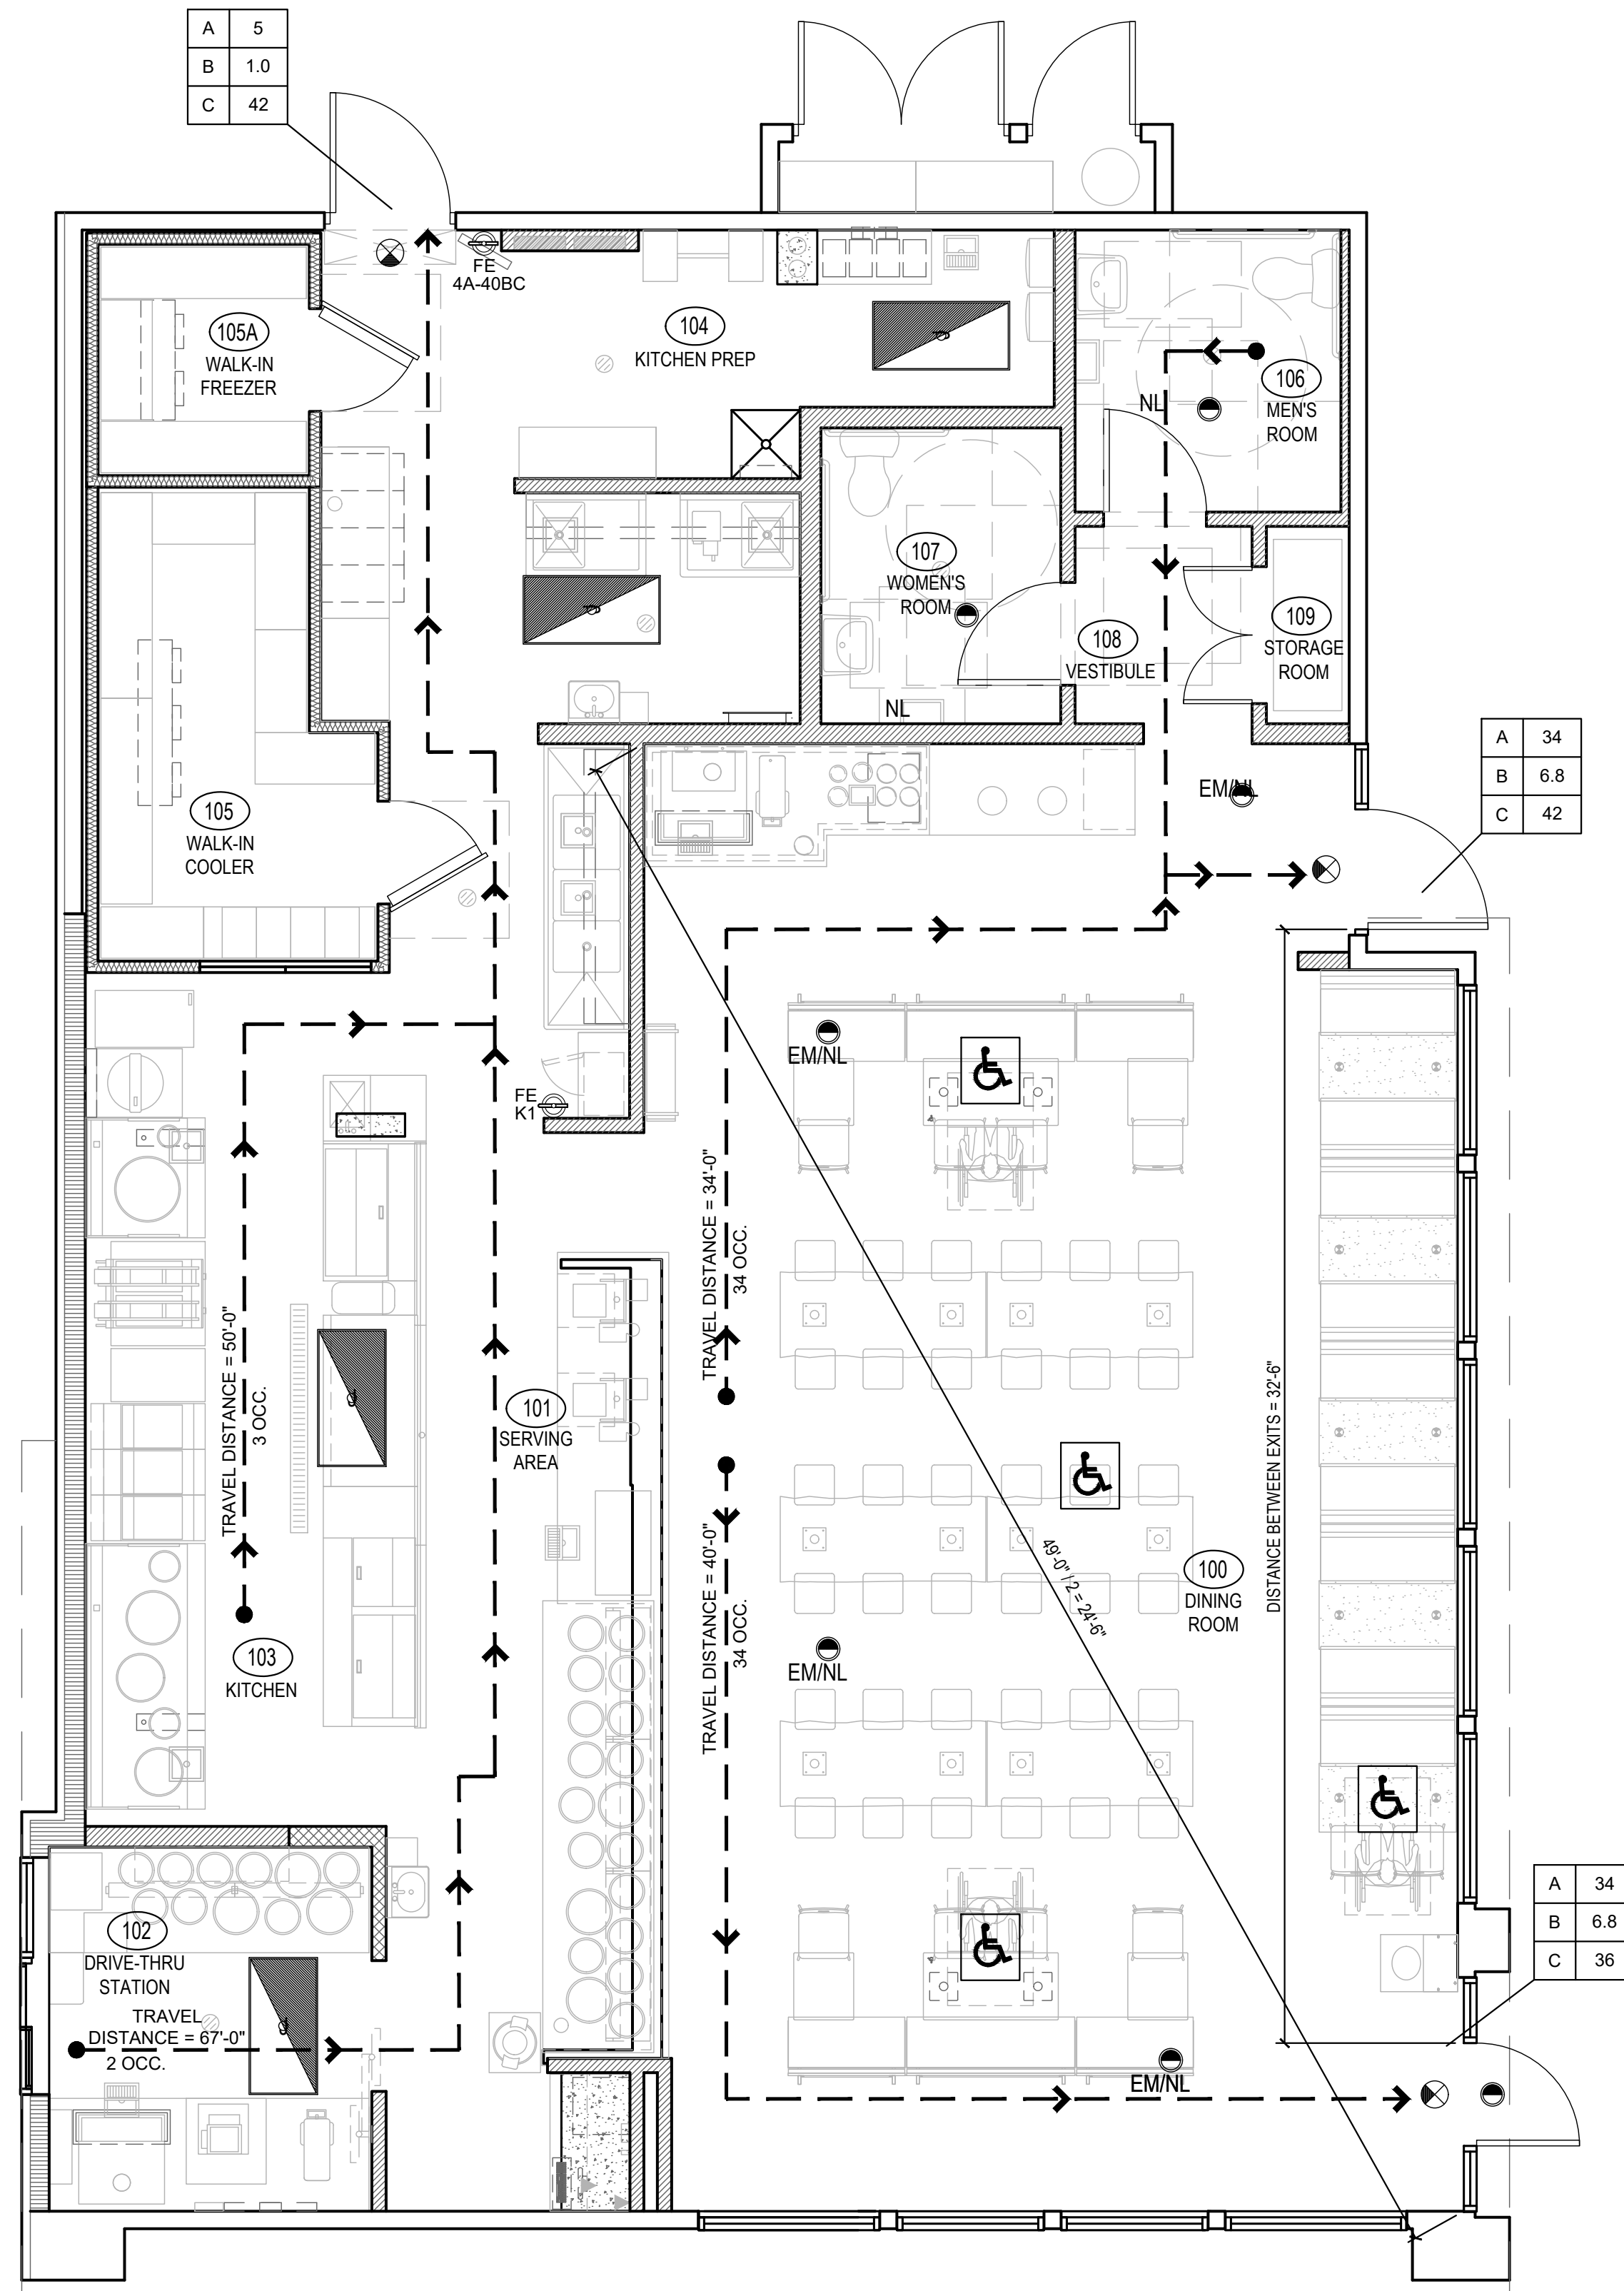 A 5
B 1.0
C 42
FE
4A-40BC
104
KITCHEN PREP
105A
WALK-IN
FREEZER
106
MEN'S
ROOM
NL
107
WOMEN'S
ROOM
NL
108
VESTIBULE
109
STORAGE
ROOM
A 34
B 6.8
C 42
EM/NL
105
WALK-IN
COOLER
EM/NL
FE
K1
TRAVEL DISTANCE = 34'-0"
34 OCC.
TRAVEL DISTANCE = 50'-0"
3 OCC.
101
SERVING
AREA
DISTANCE BETWEEN EXITS = 32'-6"
TRAVEL DISTANCE = 40'-0"
34 OCC.
49'-0" / 2 = 24'-6"
100
DINING
ROOM
103
KITCHEN
EM/NL
A 34
B 6.8
C 36
102
DRIVE-THRU
STATION
TRAVEL
DISTANCE = 67'-0"
2 OCC.
EM/NL